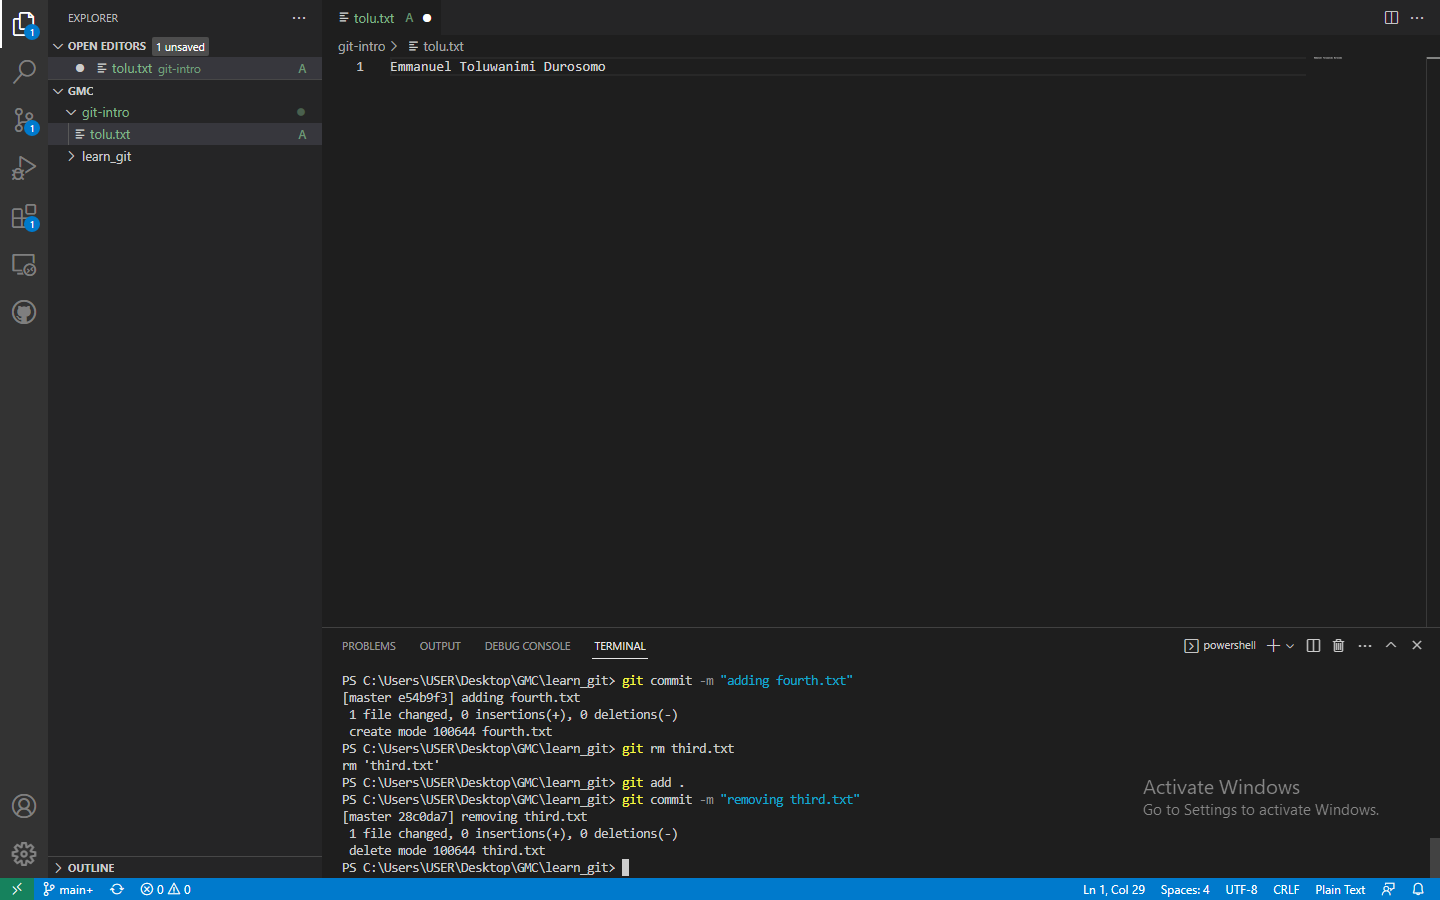 EXPLORER
OPEN EDITORS 1 unsaved
tolu.txt git-intro A
GMC
git-intro
tolu.txt A
learn_git
OUTLINE
1
1
1
tolu.txt A
git-intro > tolu.txt
1 Emmanuel Toluwanimi Durosomo
PROBLEMS OUTPUT DEBUG CONSOLE TERMINAL powershell
PS C:\Users\USER\Desktop\GMC\learn_git> git commit -m "adding fourth.txt"
[master e54b9f3] adding fourth.txt
1 file changed, 0 insertions(+), 0 deletions(-)
create mode 100644 fourth.txt
PS C:\Users\USER\Desktop\GMC\learn_git> git rm third.txt
rm 'third.txt'
PS C:\Users\USER\Desktop\GMC\learn_git> git add .
PS C:\Users\USER\Desktop\GMC\learn_git> git commit -m "removing third.txt"
[master 28c0da7] removing third.txt
1 file changed, 0 insertions(+), 0 deletions(-)
delete mode 100644 third.txt
PS C:\Users\USER\Desktop\GMC\learn_git>
Activate Windows
Go to Settings to activate Windows.
main+ 0 0 Ln 1, Col 29 Spaces: 4 UTF-8 CRLF Plain Text